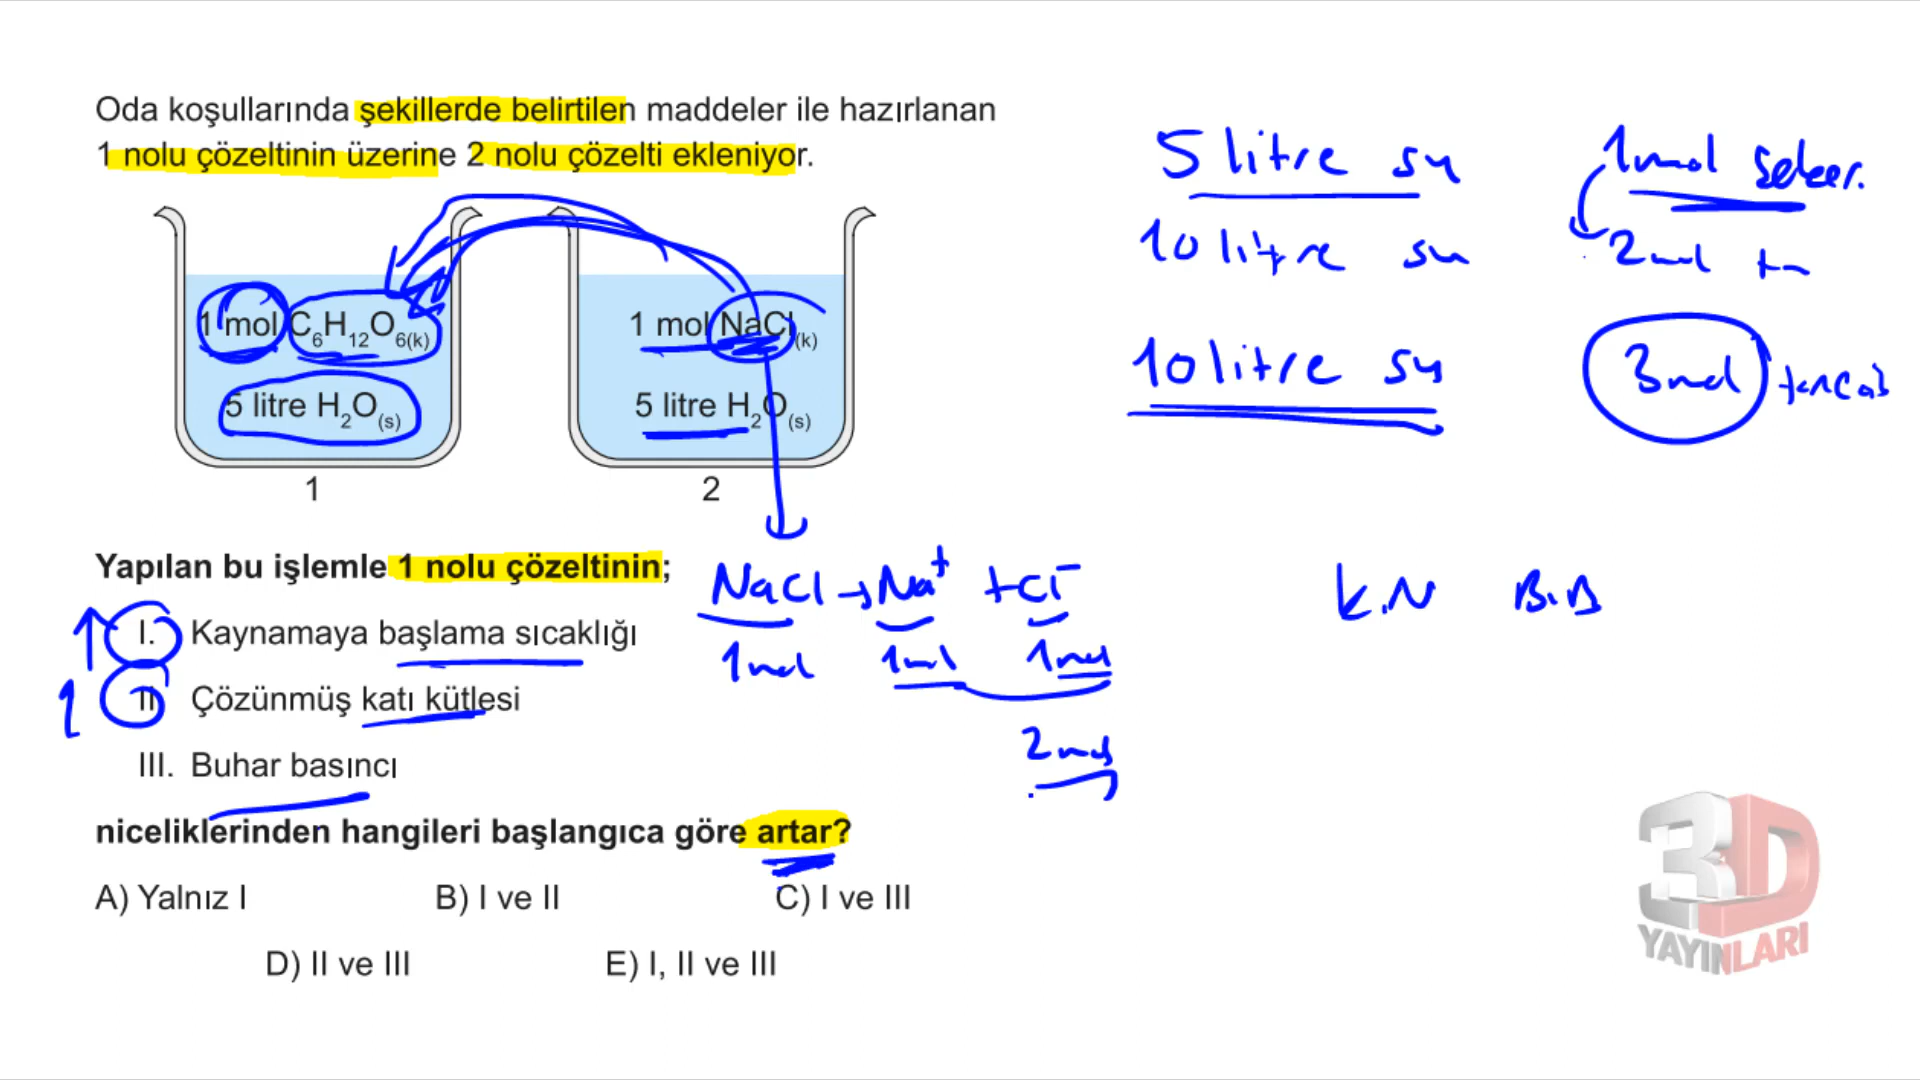 Oda koşullarında şekillerde belirtilen maddeler ile hazırlanan
1 nolu çözeltinin üzerine 2 nolu çözelti ekleniyor.
5 litre su 1 mol şeker.
10 litre su 2 mol
10 litre su 3 mol tanecik
1 mol C6H12O6(k)
5 litre H2O(s)
1
1 mol NaCl(k)
5 litre H2O(s)
2
Yapılan bu işlemle 1 nolu çözeltinin;
I. Kaynamaya başlama sıcaklığı
II. Çözünmüş katı kütlesi
III. Buhar basıncı
NaCl → Na+ + Cl-
1 mol 1 mol 1 mol
2 mol
K.N B.B
niceliklerinden hangileri başlangıca göre artar?
A) Yalnız I B) I ve II C) I ve III
D) II ve III E) I, II ve III
3D
YAYINLARI